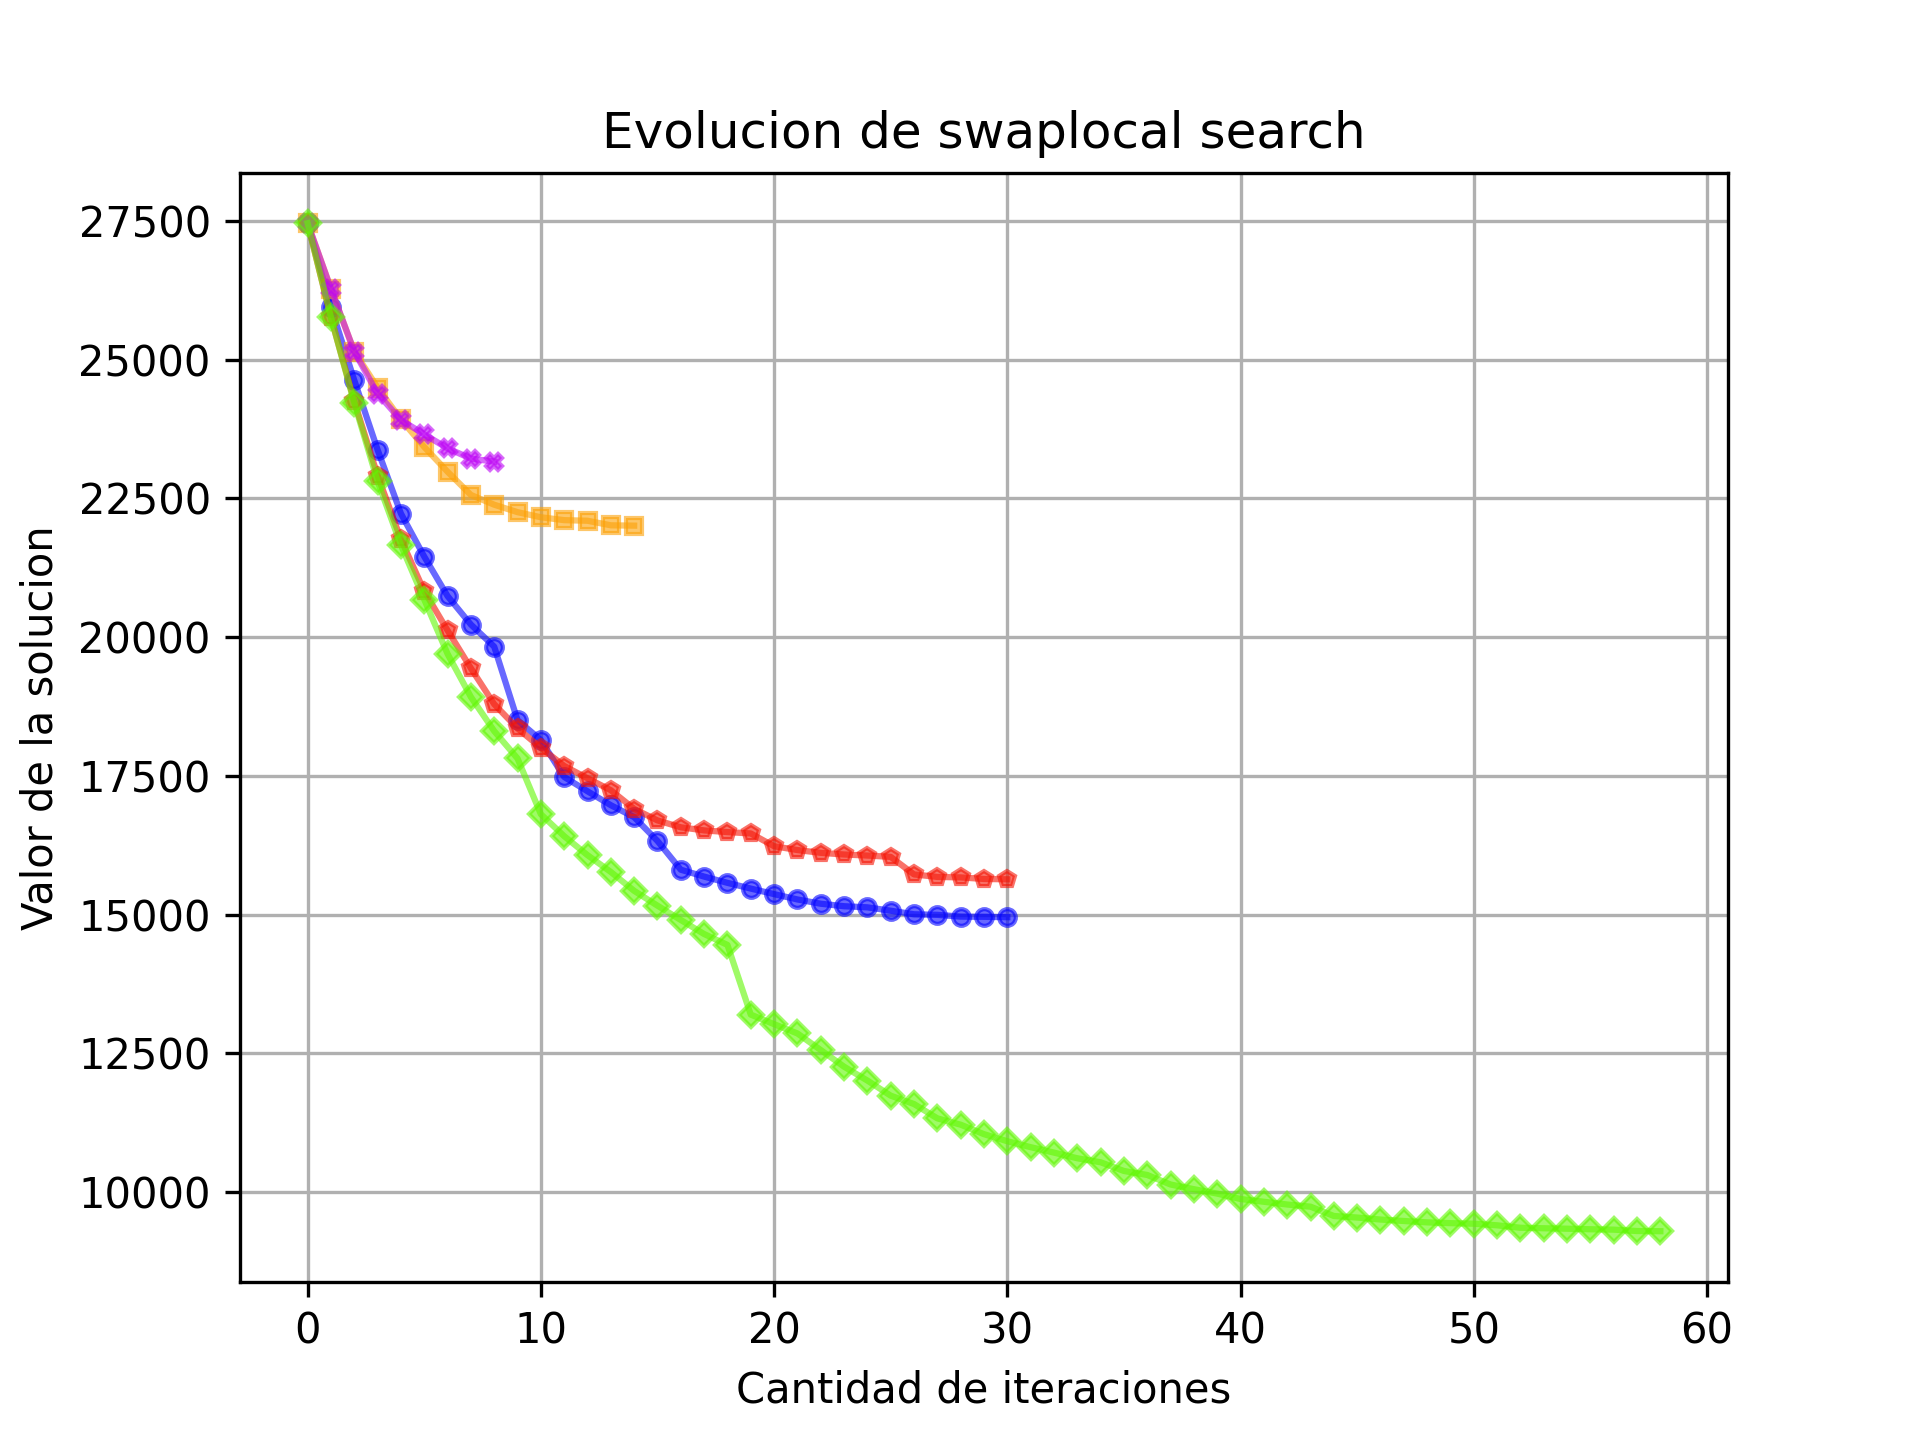 Evolucion de swaplocal search
27500
25000
22500
20000
17500
15000
12500
10000
Valor de la solucion
0 10 20 30 40 50 60
Cantidad de iteraciones